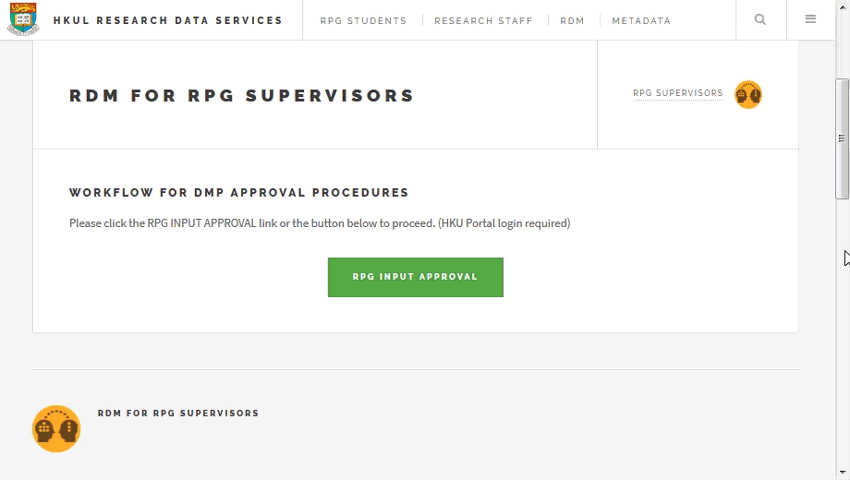 HKUL RESEARCH DATA SERVICES
RPG STUDENTS
RESEARCH STAFF
RDM
METADATA
RDM FOR RPG SUPERVISORS
RPG SUPERVISORS
WORKFLOW FOR DMP APPROVAL PROCEDURES
Please click the RPG INPUT APPROVAL link or the button below to proceed. (HKU Portal login required)
RPG INPUT APPROVAL
RDM FOR RPG SUPERVISORS